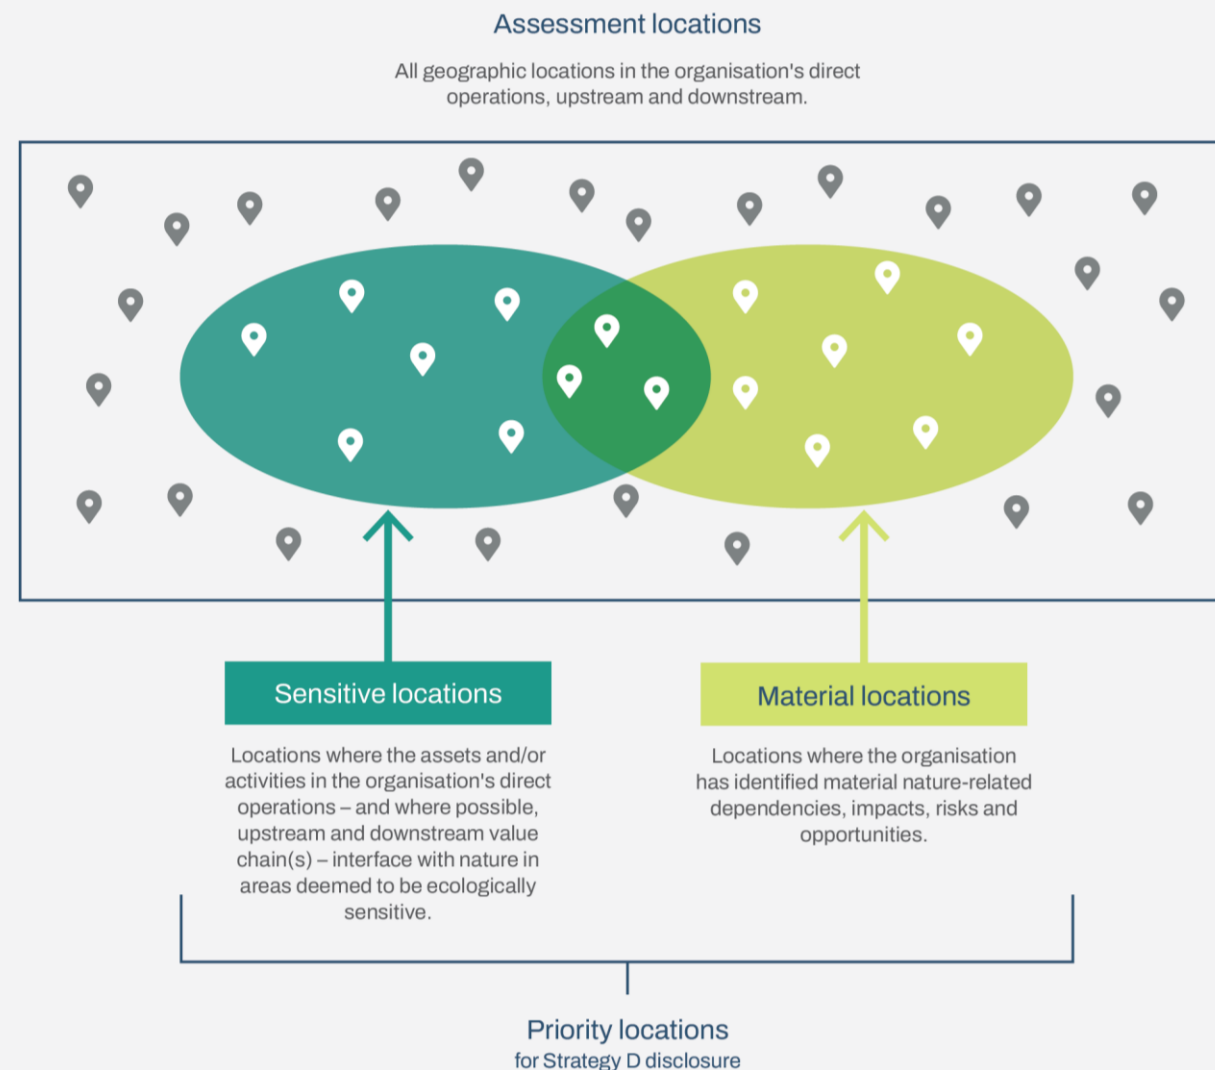 Assessment locations
All geographic locations in the organisation's direct
operations, upstream and downstream.
Sensitive locations
Locations where the assets and/or
activities in the organisation's direct
operations – and where possible,
upstream and downstream value
chain(s) – interface with nature in
areas deemed to be ecologically
sensitive.
Material locations
Locations where the organisation
has identified material nature-related
dependencies, impacts, risks and
opportunities.
Priority locations
for Strategy D disclosure